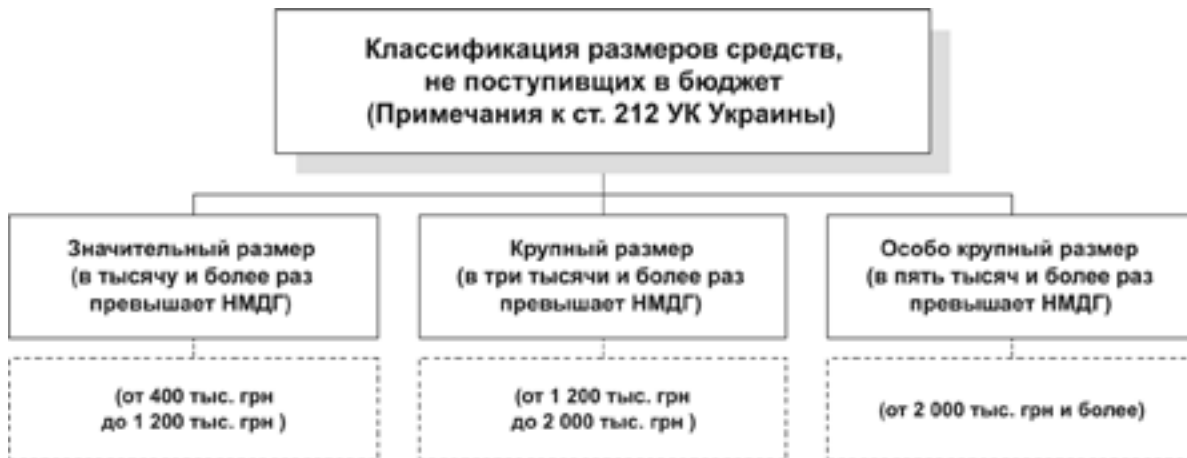 Классификация размеров средств,
не поступивщих в бюджет
(Примечания к ст. 212 УК Украины)
Значительный размер
(в тысячу и более раз
превышает НМДГ)
Крупный размер
(в три тысячи и более раз
превышает НМДГ)
Особо крупный размер
(в пять тысяч и более раз
превышает НМДГ)
(от 400 тыс. грн
до 1 200 тыс. грн )
(от 1 200 тыс. грн
до 2 000 тыс. грн )
(от 2 000 тыс. грн и более)